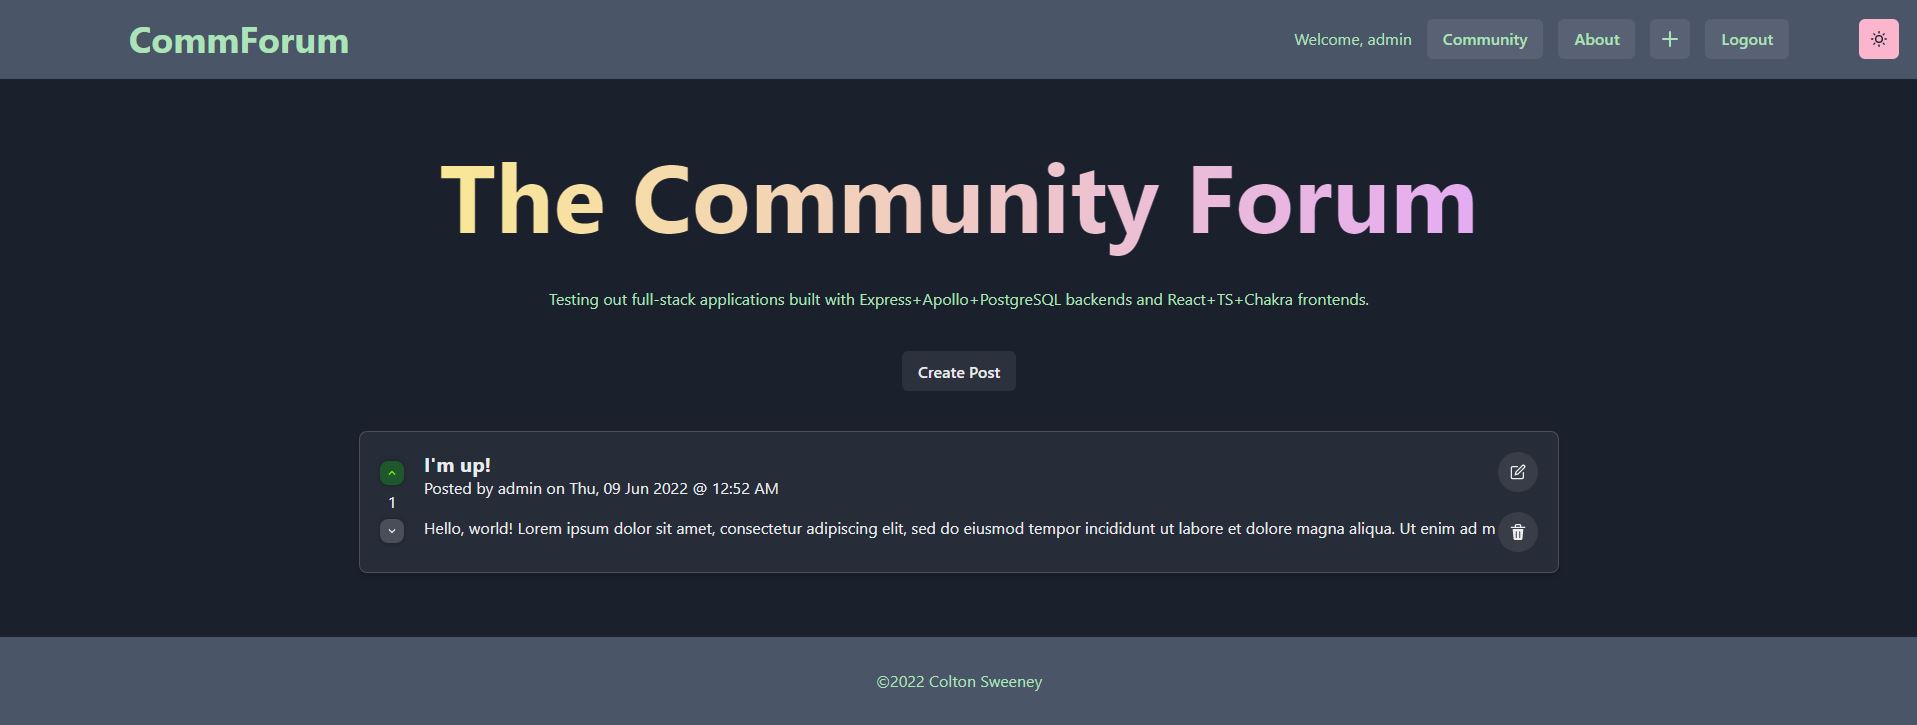 CommForum
Welcome, admin
Community
About
Logout
The Community Forum
Testing out full-stack applications built with Express+Apollo+PostgreSQL backends and React+TS+Chakra frontends.
Create Post
I'm up!
Posted by admin on Thu, 09 Jun 2022 @ 12:52 AM
1
Hello, world! Lorem ipsum dolor sit amet, consectetur adipiscing elit, sed do eiusmod tempor incididunt ut labore et dolore magna aliqua. Ut enim ad m
©2022 Colton Sweeney